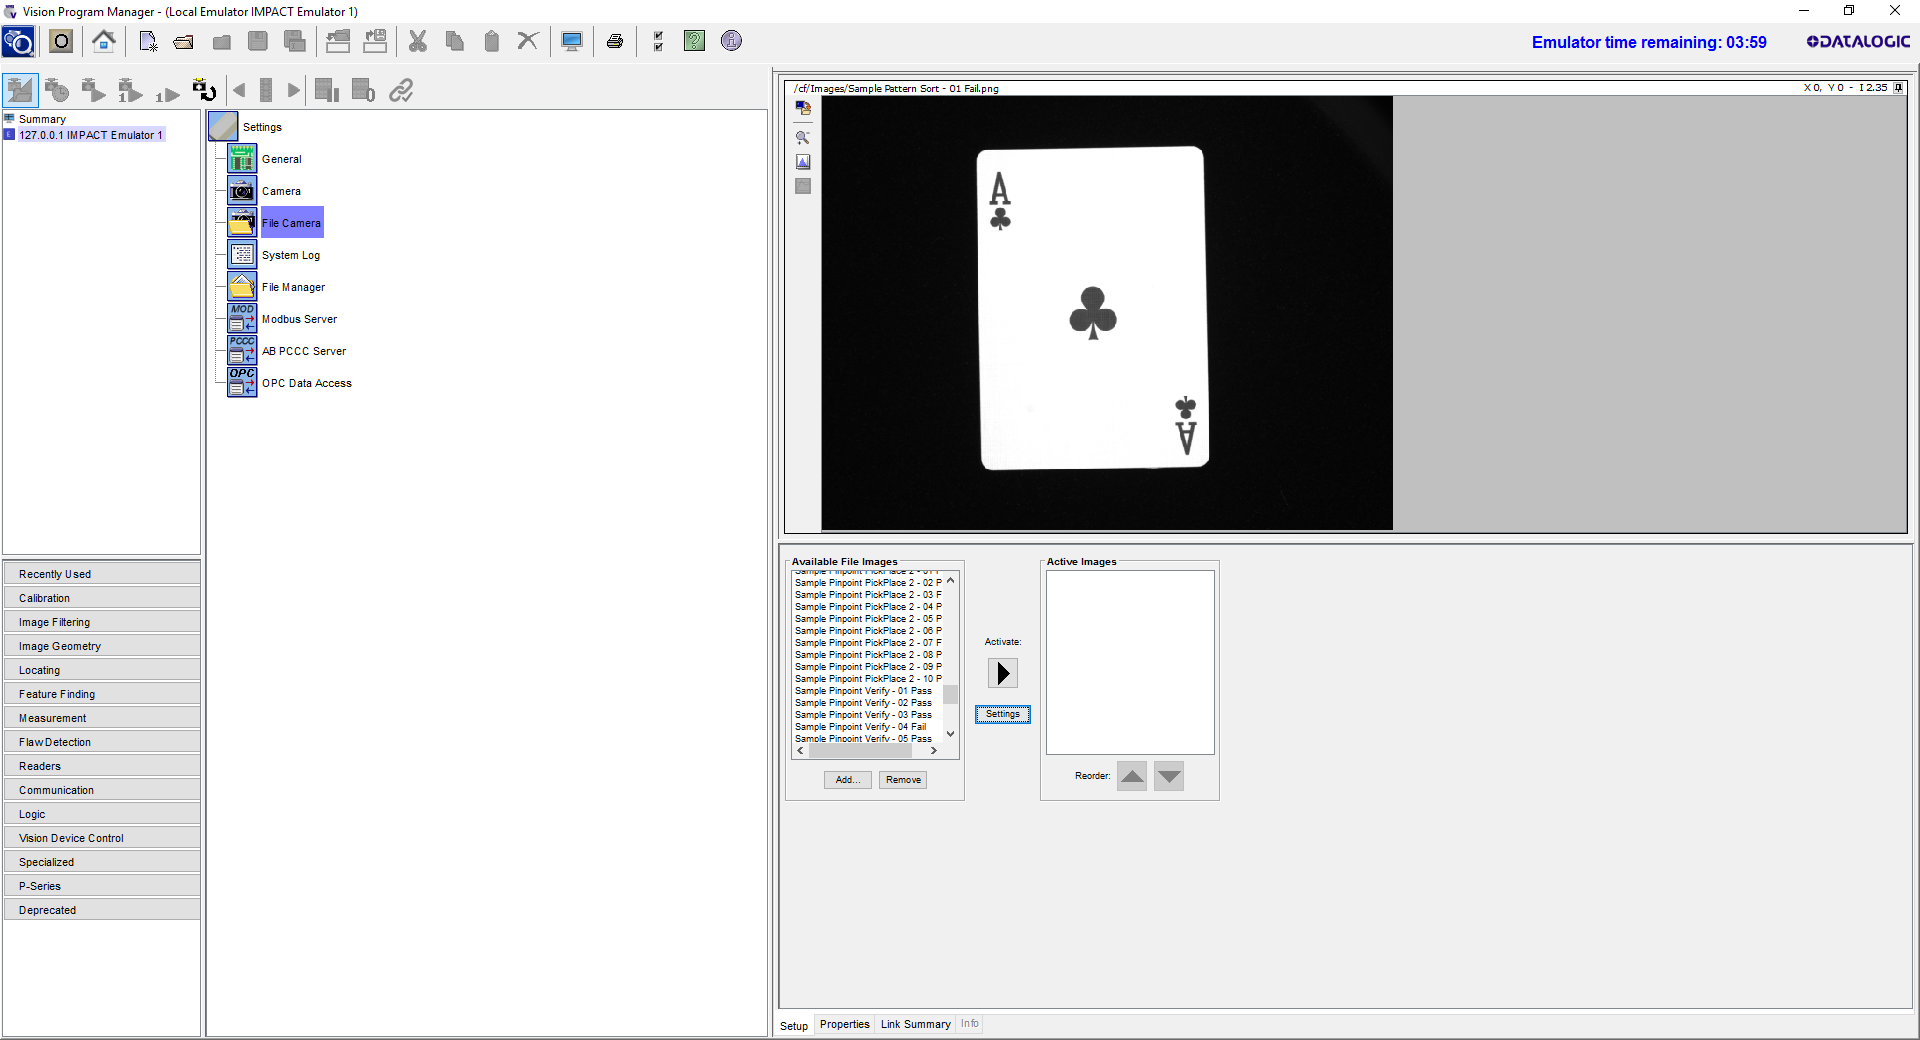 Vision Program Manager - (Local Emulator IMPACT Emulator 1)
Emulator time remaining: 03:59
DATALOGIC
Summary
127.0.0.1 IMPACT Emulator 1
Settings
General
Camera
File Camera
System Log
File Manager
MOD
Modbus Server
PCCC
AB PCCC Server
OPC
OPC Data Access
Recently Used
Calibration
Image Filtering
Image Geometry
Locating
Feature Finding
Measurement
Flaw Detection
Readers
Communication
Logic
Vision Device Control
Specialized
P-Series
Deprecated
/cf/Images/Sample Pattern Sort - 01 Fail.png
X 0, Y 0 - I 2.35
A
A
Available File Images
Sample Pinpoint PickPlace 2 - 01 F
Sample Pinpoint PickPlace 2 - 02 P
Sample Pinpoint PickPlace 2 - 03 F
Sample Pinpoint PickPlace 2 - 04 P
Sample Pinpoint PickPlace 2 - 05 P
Sample Pinpoint PickPlace 2 - 06 P
Sample Pinpoint PickPlace 2 - 07 F
Sample Pinpoint PickPlace 2 - 08 P
Sample Pinpoint PickPlace 2 - 09 P
Sample Pinpoint PickPlace 2 - 10 P
Sample Pinpoint Verify - 01 Pass
Sample Pinpoint Verify - 02 Pass
Sample Pinpoint Verify - 03 Pass
Sample Pinpoint Verify - 04 Fail
Sample Pinpoint Verify - 05 Pass
Add...
Remove
Activate:
Settings
Active Images
Reorder:
Setup
Properties
Link Summary
Info